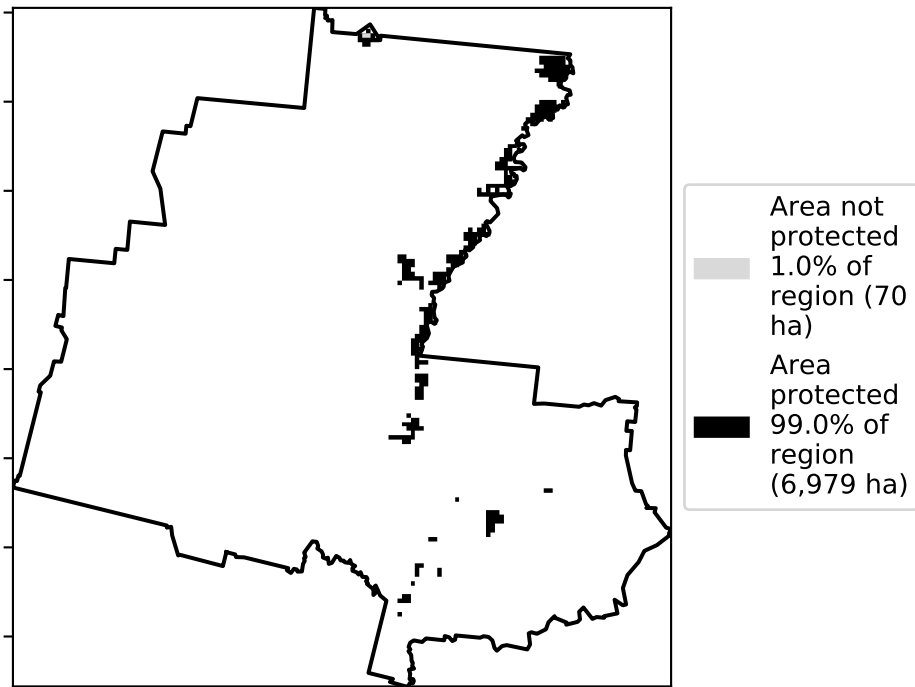 Area not
protected
1.0% of
region (70
ha)
Area
protected
99.0% of
region
(6,979 ha)